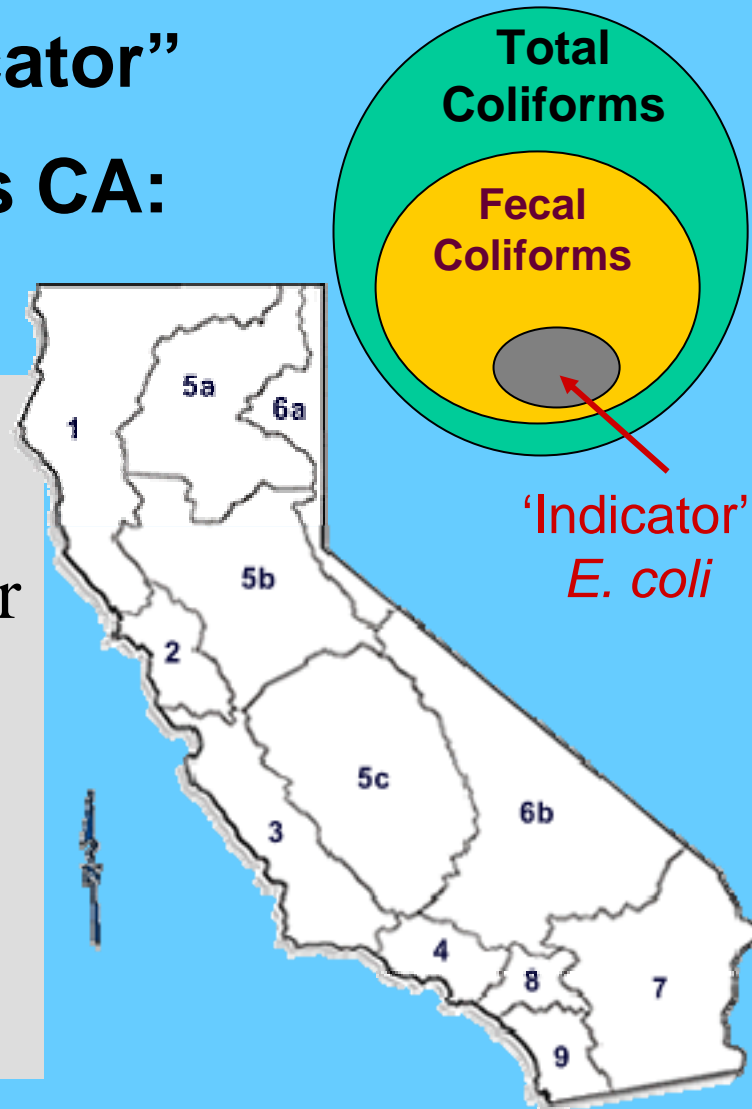 cator”
s CA:
r
Total
Coliforms
Fecal
Coliforms
‘Indicator’
E. coli
1
5a
6a
5b
2
5c
3
6b
4
8
7
9